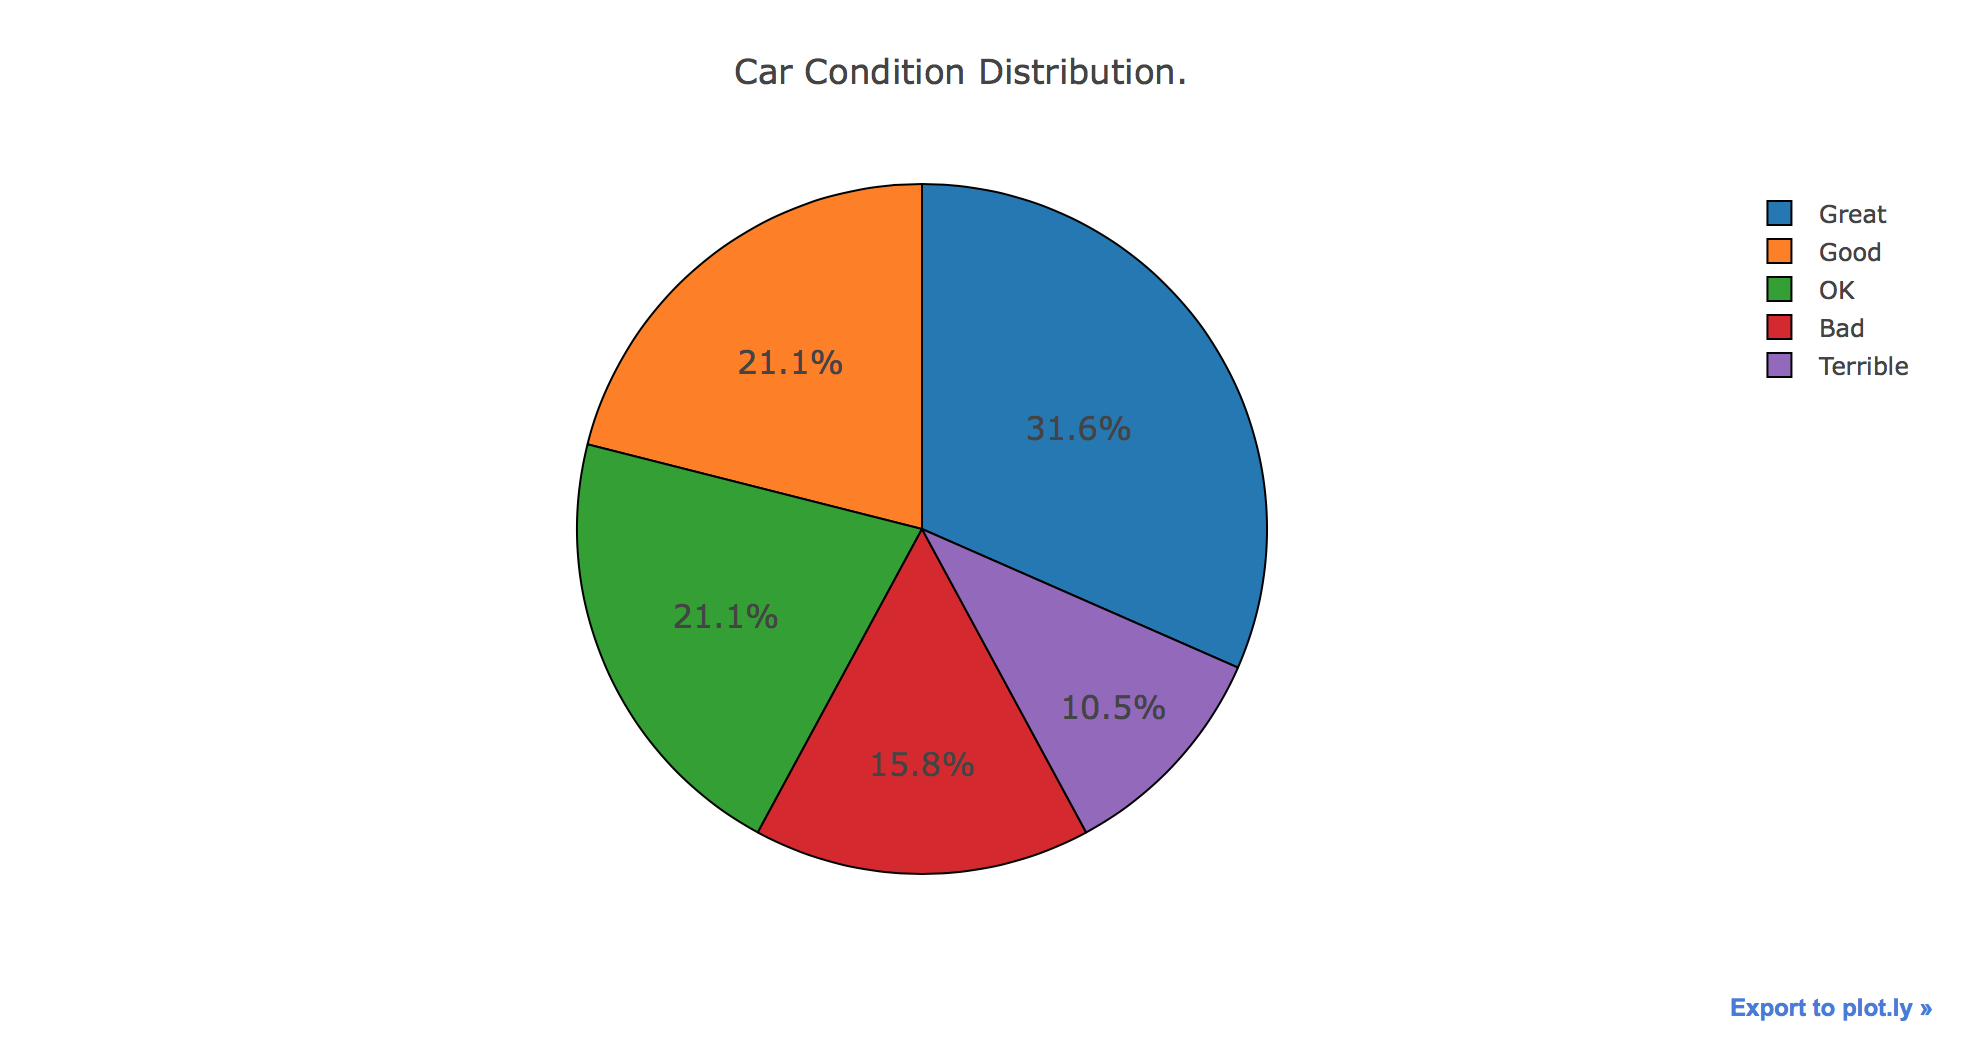 Car Condition Distribution.
Great
Good
OK
Bad
Terrible
21.1%
31.6%
21.1%
10.5%
15.8%
Export to plot.ly »